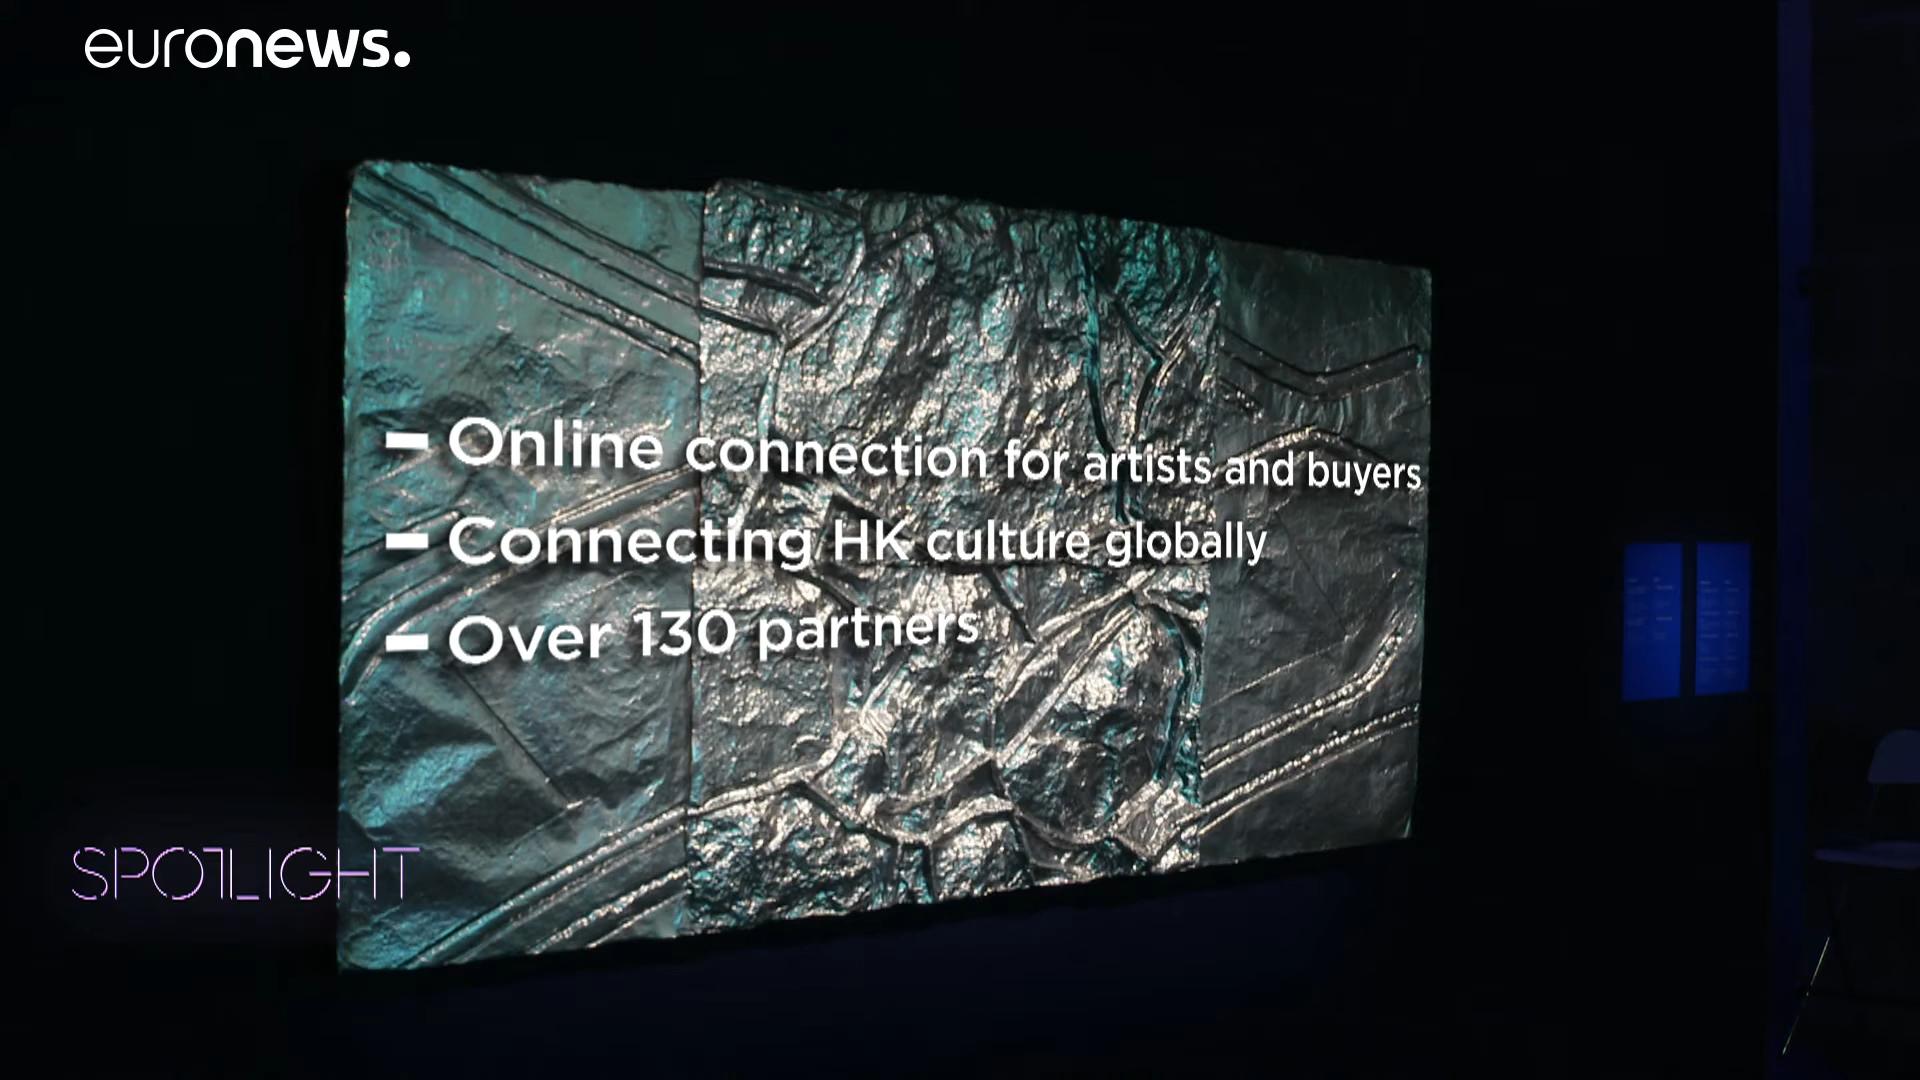 euronews.
- Online connection for artists and buyers
- Connecting HK culture globally
- Over 130 partners
SPOTLIGHT